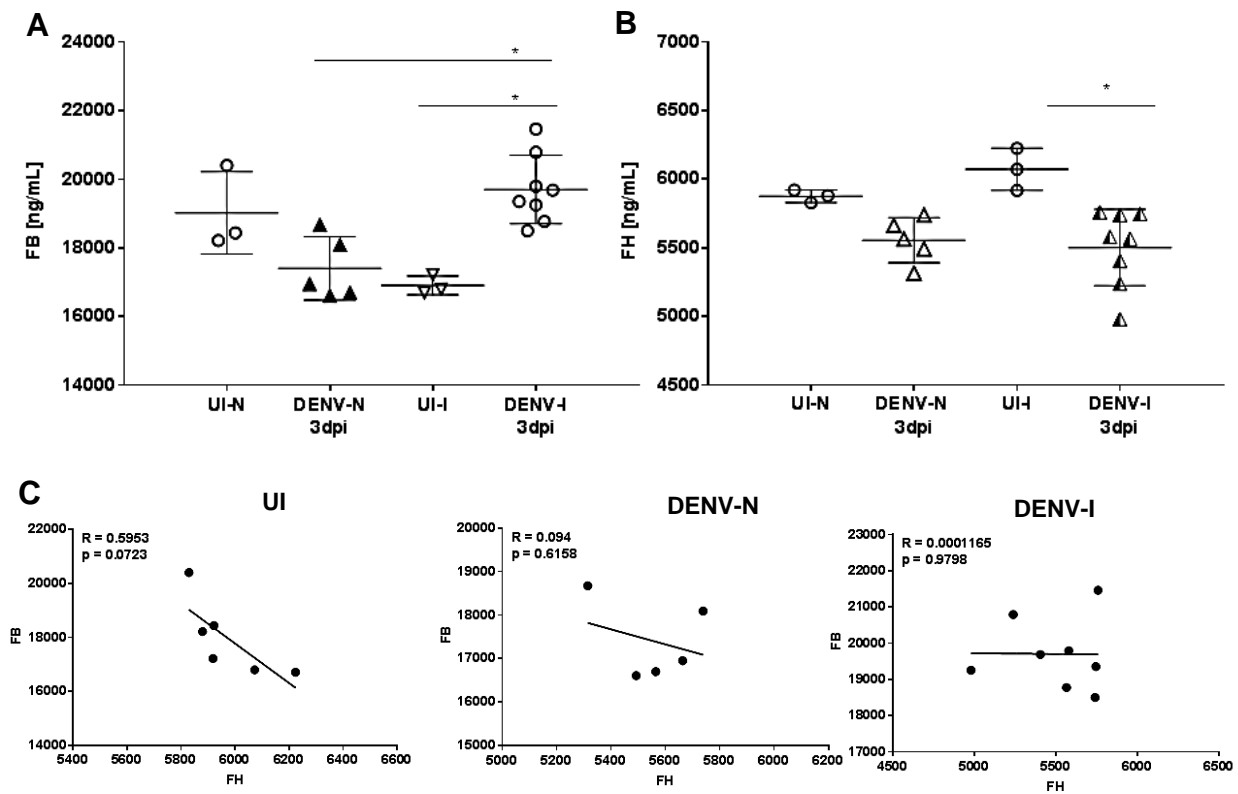 A
24000
22000
20000
18000
16000
14000
FB [ng/mL]
*
*
UI-N
DENV-N
3dpi
UI-I
DENV-I
3dpi
B
7000
6500
6000
5500
5000
4500
FH [ng/mL]
*
UI-N
DENV-N
3dpi
UI-I
DENV-I
3dpi
C
UI
22000
20000
18000
16000
14000
FB
R = 0.5953
p = 0.0723
5400 5600 5800 6000 6200 6400 6600
FH
DENV-N
20000
19000
18000
17000
16000
15000
FB
R = 0.094
p = 0.6158
5000 5200 5400 5600 5800 6000 6200
FH
DENV-I
23000
22000
21000
20000
19000
18000
17000
FB
R = 0.0001165
p = 0.9798
4500 5000 5500 6000 6500
FH